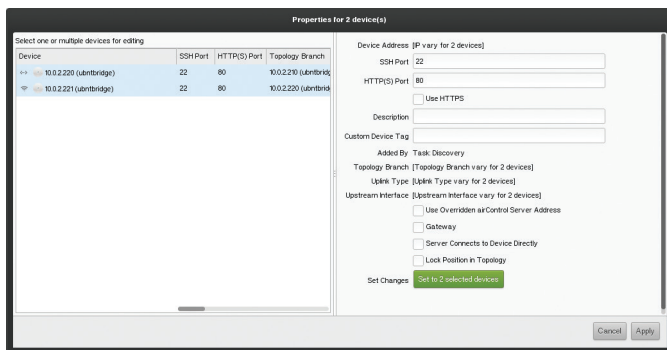 Properties for 2 device(s)
Select one or multiple devices for editing
Device SSH Port HTTP(S) Port Topology Branch
10.0.2.220 (ubntbridge) 22 80 10.0.2.210 (ubntbridg
10.0.2.221 (ubntbridge) 22 80 10.0.2.220 (ubntbridg
Device Address [IP vary for 2 devices]
SSH Port 22
HTTP(S) Port 80
Use HTTPS
Description
Custom Device Tag
Added By Task: Discovery
Topology Branch [Topology Branch vary for 2 devices]
Uplink Type [Uplink Type vary for 2 devices]
Upstream Interface [Upstream Interface vary for 2 devices]
Use Overridden airControl Server Address
Gateway
Server Connects to Device Directly
Lock Position in Topology
Set Changes Set to 2 selected devices
Cancel Apply